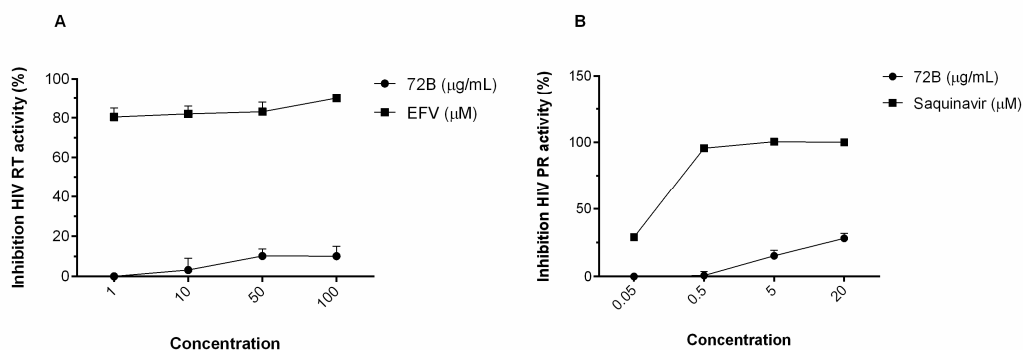 A
Inhibition HIV RT activity (%)
100
80
60
40
20
0
1
10
50
100
Concentration
72B (μg/mL)
EFV (μM)
B
Inhibition HIV PR activity (%)
150
100
50
0
0.05
0.5
5
20
Concentration
72B (μg/mL)
Saquinavir (μM)